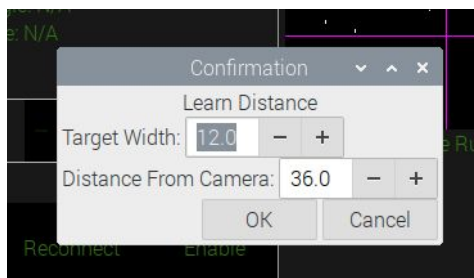 e: N/A
Confirmation
Learn Distance
Target Width: 12.0 − +
Distance From Camera: 36.0 − +
OK Cancel
Reconnect Enable